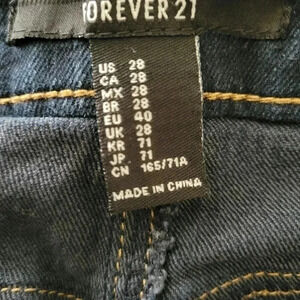 FOREVER 21
US 28
CA 28
MX 28
BR 28
EU 40
UK 28
KR 71
JP 71
CN 165/71A
MADE IN CHINA